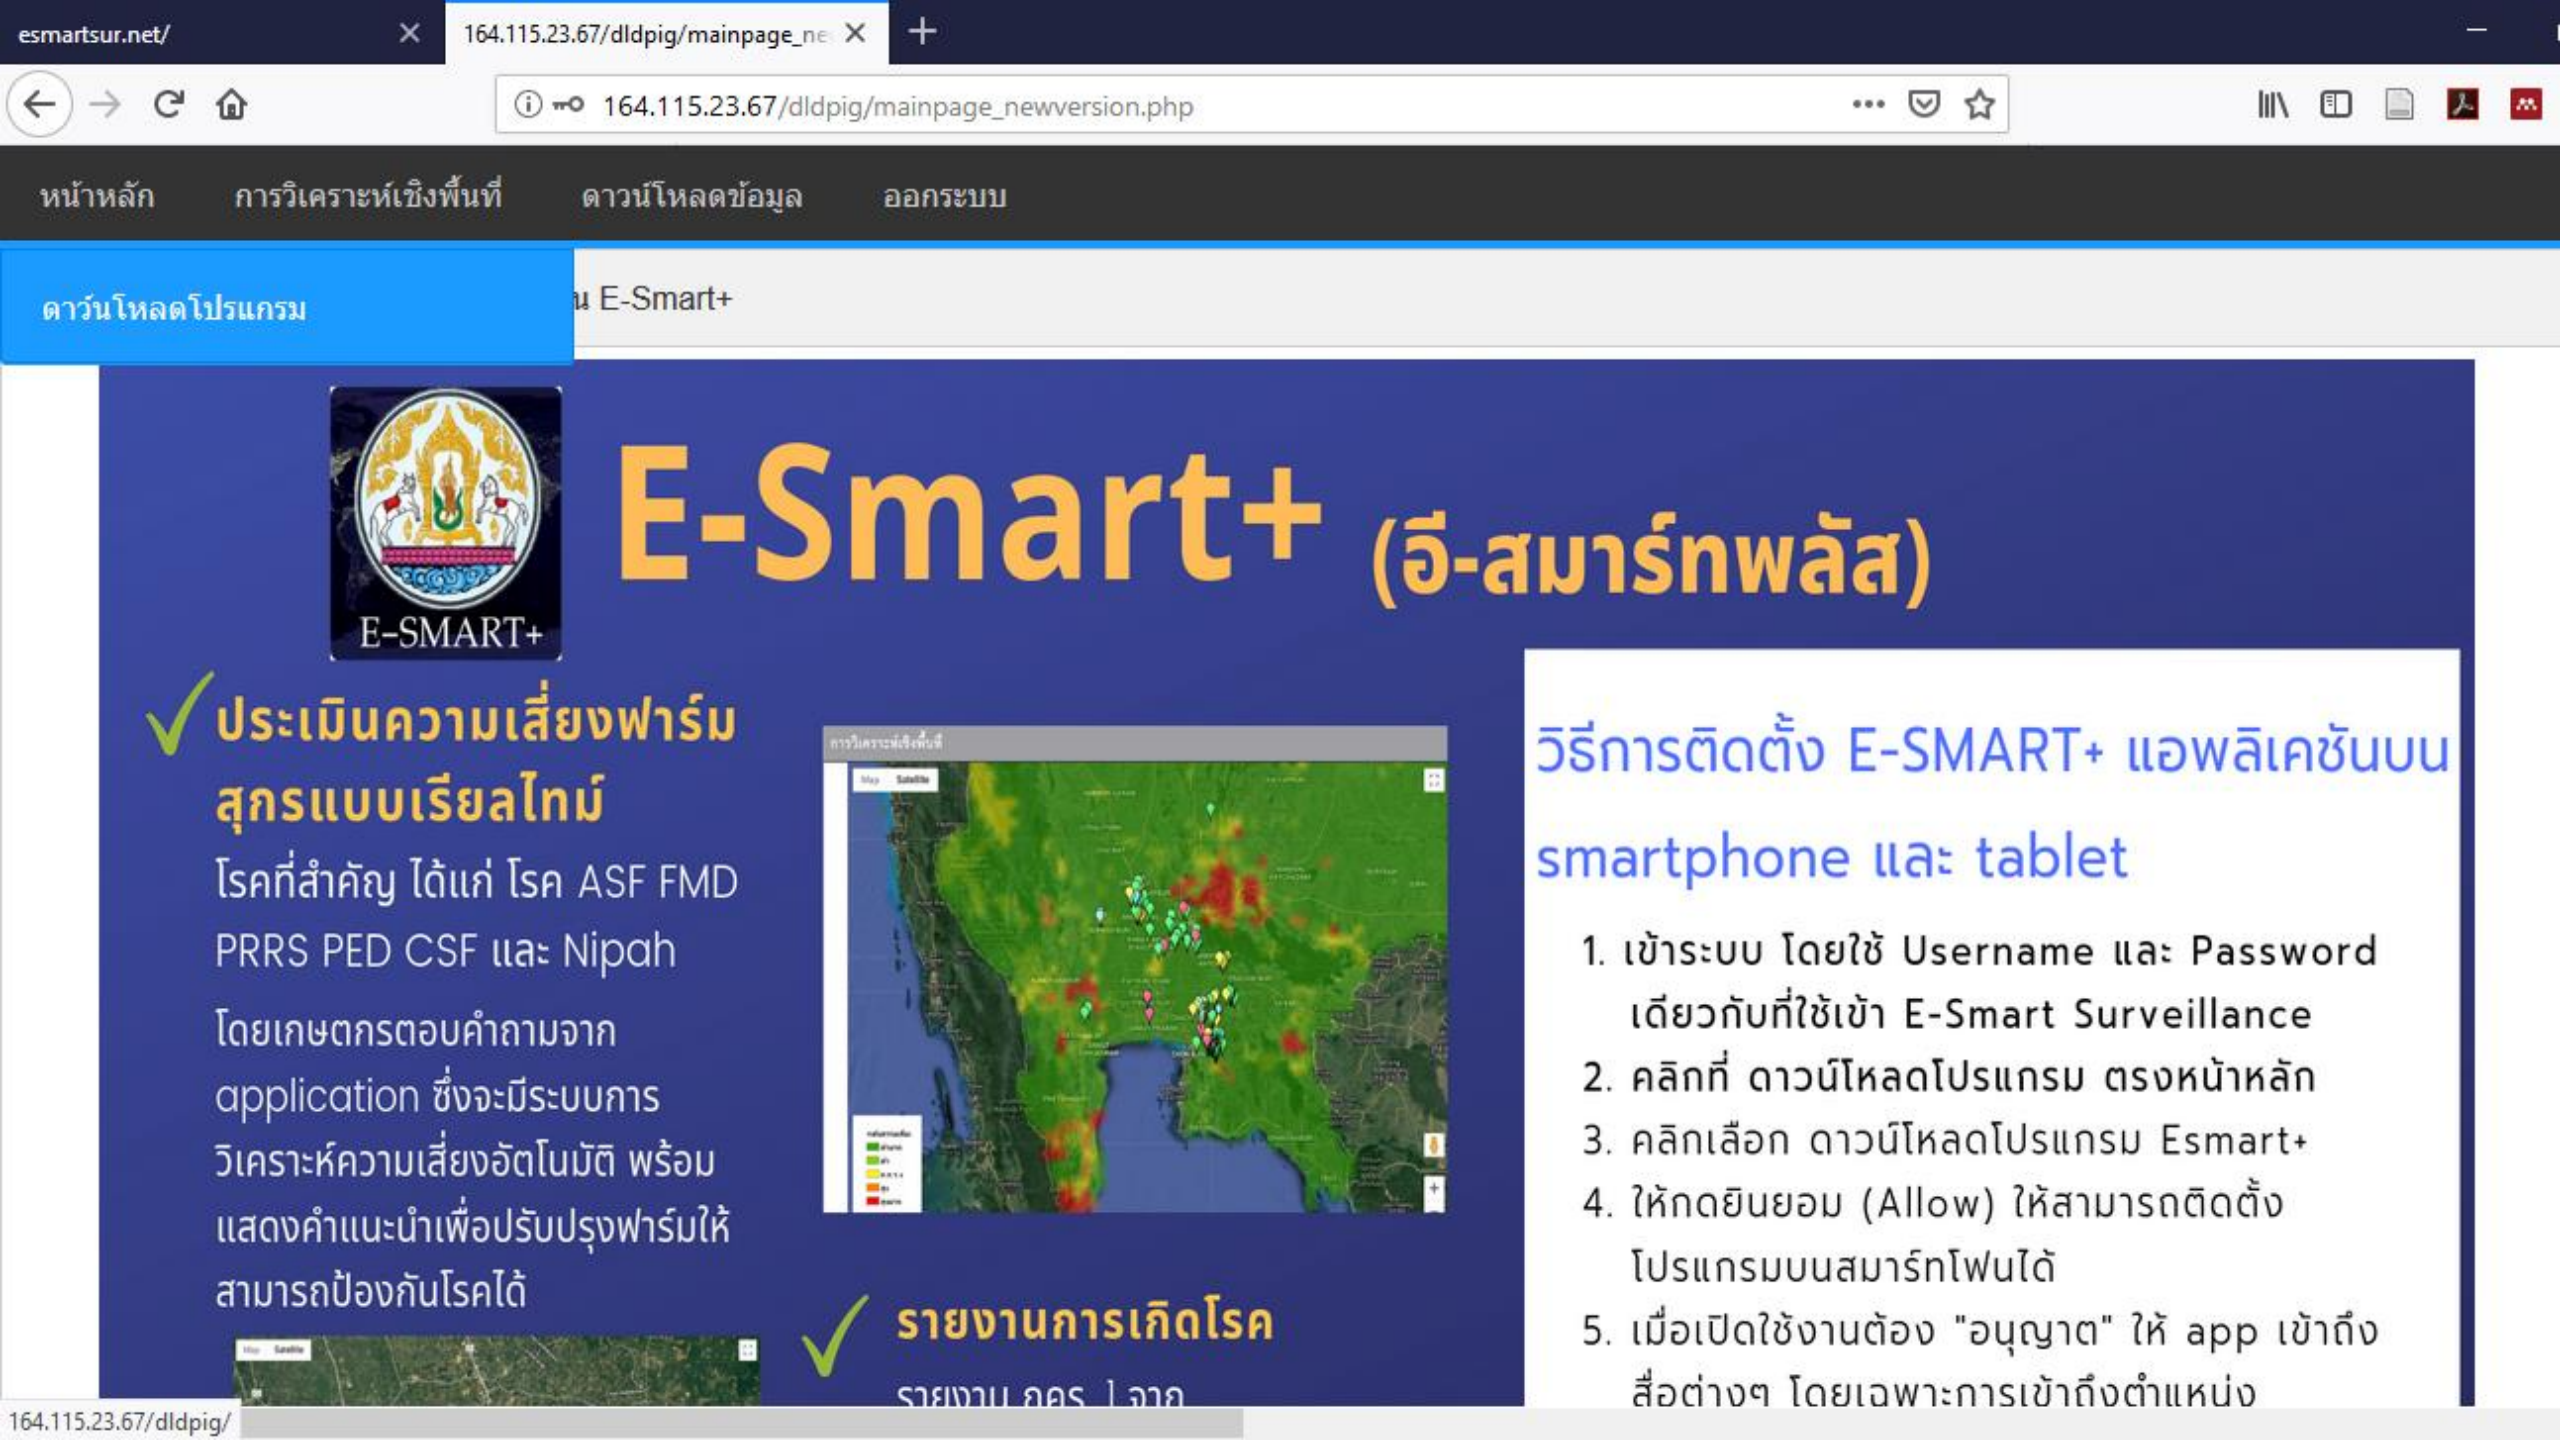 esmartsur.net/
164.115.23.67/dldpig/mainpage_ne
164.115.23.67/dldpig/mainpage_newversion.php
หน้าหลัก การวิเคราะห์เชิงพื้นที่ ดาวน์โหลดข้อมูล ออกระบบ
ดาว์นโหลดโปรแกรม
น E-Smart+
E-SMART+
E-Smart+ (อี-สมาร์ทพลัส)
ประเมินความเสี่ยงฟาร์ม
สุกรแบบเรียลไทม์
โรคที่สำคัญ ได้แก่ โรค ASF FMD
PRRS PED CSF และ Nipah
โดยเกษตกรตอบคำถามจาก
application ซึ่งจะมีระบบการ
วิเคราะห์ความเสี่ยงอัตโนมัติ พร้อม
แสดงคำแนะนำเพื่อปรับปรุงฟาร์มให้
สามารถป้องกันโรคได้
Map Satellite
การวิเคราะห์เชิงพื้นที่
Map Satellite
รายงานการเกิดโรค
รายงาน กคร. 1 จาก
วิธีการติดตั้ง E-SMART+ แอพลิเคชันบน
smartphone และ tablet
1. เข้าระบบ โดยใช้ Username และ Password
เดียวกับที่ใช้เข้า E-Smart Surveillance
2. คลิกที่ ดาวน์โหลดโปรแกรม ตรงหน้าหลัก
3. คลิกเลือก ดาวน์โหลดโปรแกรม Esmart+
4. ให้กดยินยอม (Allow) ให้สามารถติดตั้ง
โปรแกรมบนสมาร์ทโฟนได้
5. เมื่อเปิดใช้งานต้อง "อนุญาต" ให้ app เข้าถึง
สื่อต่างๆ โดยเฉพาะการเข้าถึงตำแหน่ง
164.115.23.67/dldpig/